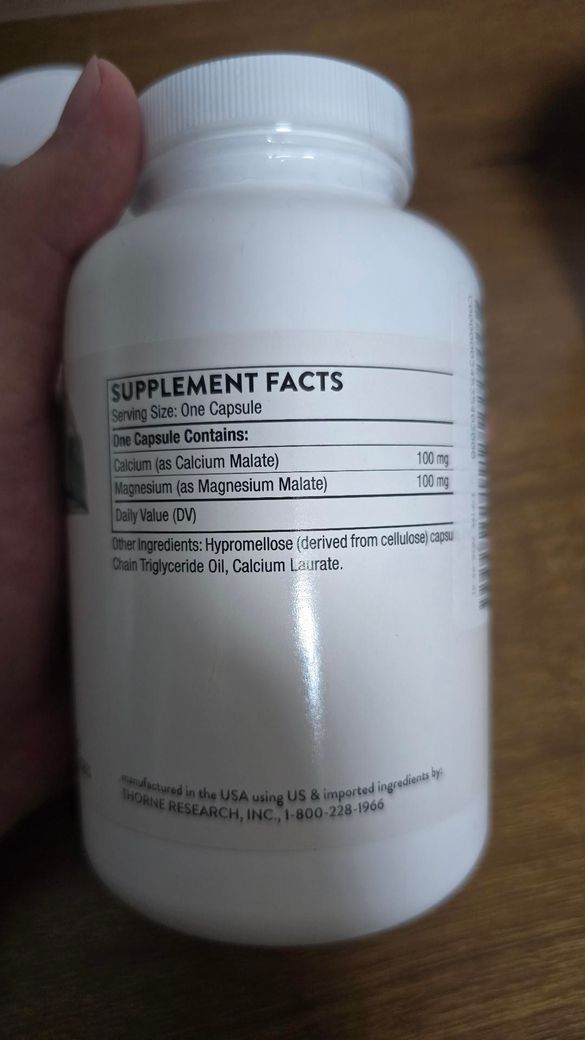 SUPPLEMENT FACTS
Serving Size: One Capsule
One Capsule Contains:
Calcium (as Calcium Malate) 100 mg
Magnesium (as Magnesium Malate) 100 mg
Daily Value (DV)
Other Ingredients: Hypromellose (derived from cellulose) capsu
Chain Triglyceride Oil, Calcium Laurate.
manufactured in the USA using US & imported ingredients by:
THORNE RESEARCH, INC., 1-800-228-1966